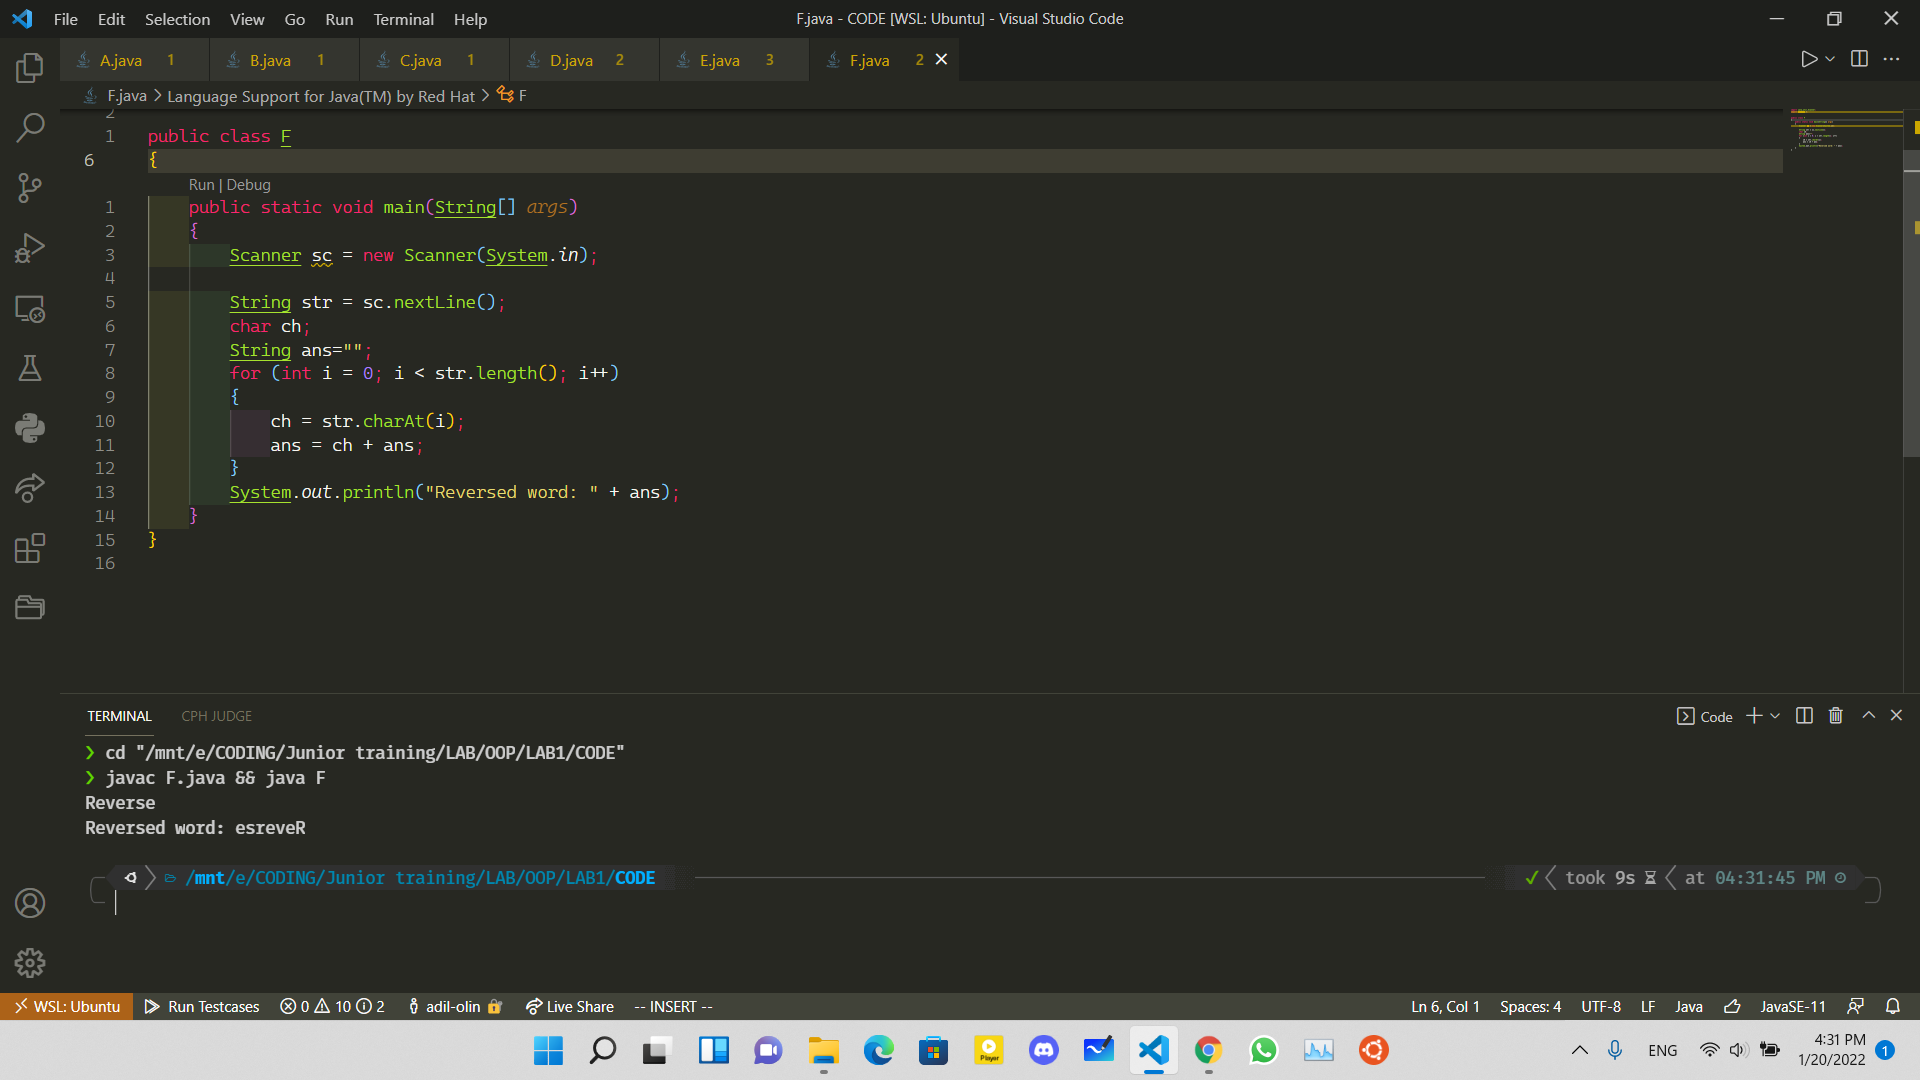 File Edit Selection View Go Run Terminal Help
F.java - CODE [WSL: Ubuntu] - Visual Studio Code
A.java 1 B.java 1 C.java 1 D.java 2 E.java 3 F.java 2
F.java > Language Support for Java(TM) by Red Hat > F
2
1 public class F
6 {
Run | Debug
1 public static void main(String[] args)
2 {
3 Scanner sc = new Scanner(System.in);
4
5 String str = sc.nextLine();
6 char ch;
7 String ans="";
8 for (int i = 0; i < str.length(); i++)
9 {
10 ch = str.charAt(i);
11 ans = ch + ans;
12 }
13 System.out.println("Reversed word: " + ans);
14 }
15 }
16
TERMINAL CPH JUDGE
Code
❯ cd "/mnt/e/CODING/Junior training/LAB/OOP/LAB1/CODE"
❯ javac F.java && java F
Reverse
Reversed word: esreveR
/mnt/e/CODING/Junior training/LAB/OOP/LAB1/CODE
✓ took 9s at 04:31:45 PM
WSL: Ubuntu Run Testcases 0 10 2 adil-olin Live Share -- INSERT --
Ln 6, Col 1 Spaces: 4 UTF-8 LF Java JavaSE-11
Player
ENG
4:31 PM
1/20/2022
1